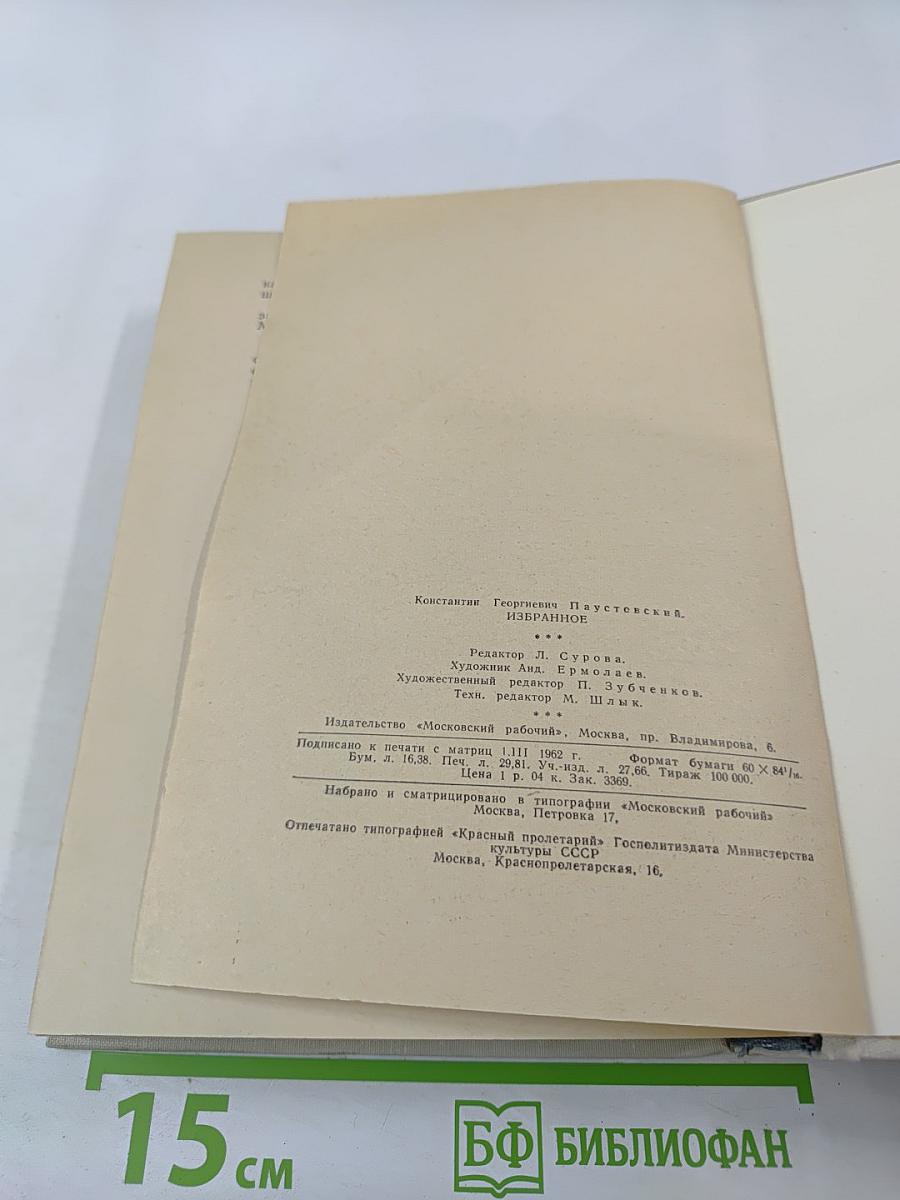 Константин Георгиевич Паустовский.
ИЗБРАННОЕ
* * *
Редактор Л. Сурова.
Художник Анд. Ермолаев.
Художественный редактор П. Зубченков.
Техн. редактор М. Шлык.
* * *
Издательство «Московский рабочий», Москва, пр. Владимирова, 6.
Подписано к печати с матриц 1.III 1962 г. Формат бумаги 60 × 84¹/₁₆.
Бум. л. 16,38. Печ. л. 29,81. Уч.-изд. л. 27,66. Тираж 100 000.
Цена 1 р. 04 к. Зак. 3369.
Набрано и сматрицировано в типографии «Московский рабочий»
Москва, Петровка 17,
Отпечатано типографией «Красный пролетарий» Госполитиздата Министерства
культуры СССР
Москва, Краснопролетарская, 16,
15 см
БФ БИБЛИОФАН